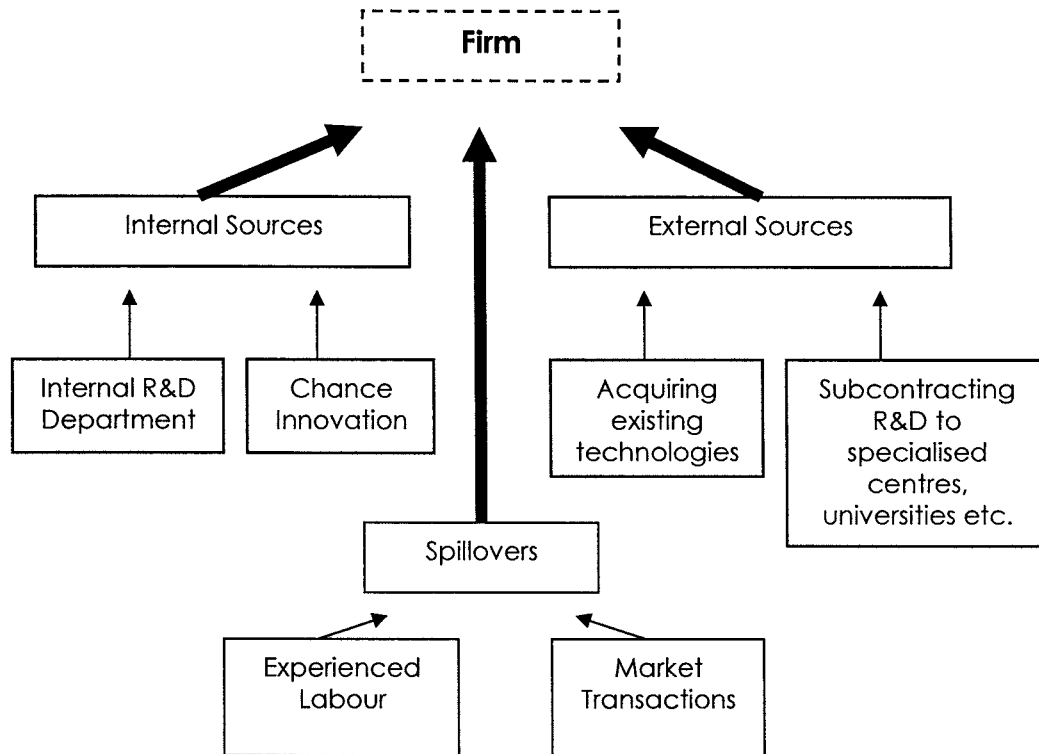 Firm
Internal Sources
External Sources
Internal R&D
Department
Chance
Innovation
Acquiring
existing
technologies
Subcontracting
R&D to
specialised
centres,
universities etc.
Spillovers
Experienced
Labour
Market
Transactions